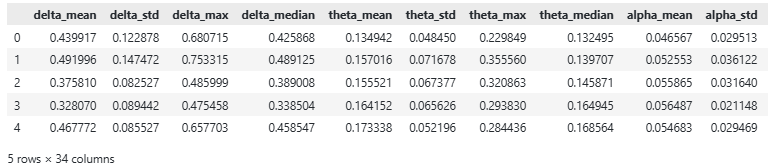 delta_mean delta_std delta_max delta_median theta_mean theta_std theta_max theta_median alpha_mean alpha_std
0 0.439917 0.122878 0.680715 0.425868 0.134942 0.048450 0.229849 0.132495 0.046567 0.029513
1 0.491996 0.147472 0.753315 0.489125 0.157016 0.071678 0.355560 0.139707 0.052553 0.036122
2 0.375810 0.082527 0.485999 0.389008 0.155521 0.067377 0.320863 0.145871 0.055865 0.031640
3 0.328070 0.089442 0.475458 0.338504 0.164152 0.065626 0.293830 0.164945 0.056487 0.021148
4 0.467772 0.085527 0.657703 0.458547 0.173338 0.052196 0.284436 0.168564 0.054683 0.029469
5 rows × 34 columns